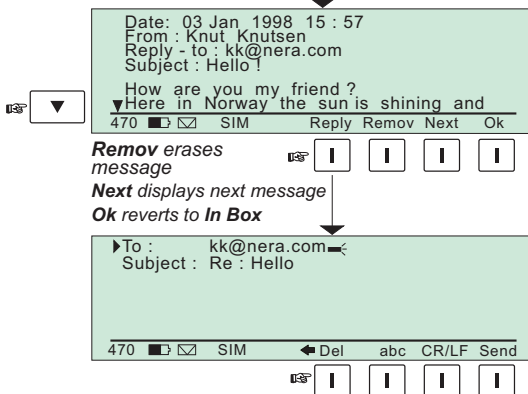 Date: 03 Jan 1998 15 : 57
From : Knut Knutsen
Reply - to : kk@nera.com
Subject : Hello !
How are you my friend ?
Here in Norway the sun is shining and
470 SIM Reply Remov Next Ok
Remov erases
message
Next displays next message
Ok reverts to In Box
To : kk@nera.com
Subject : Re : Hello
470 SIM Del abc CR/LF Send